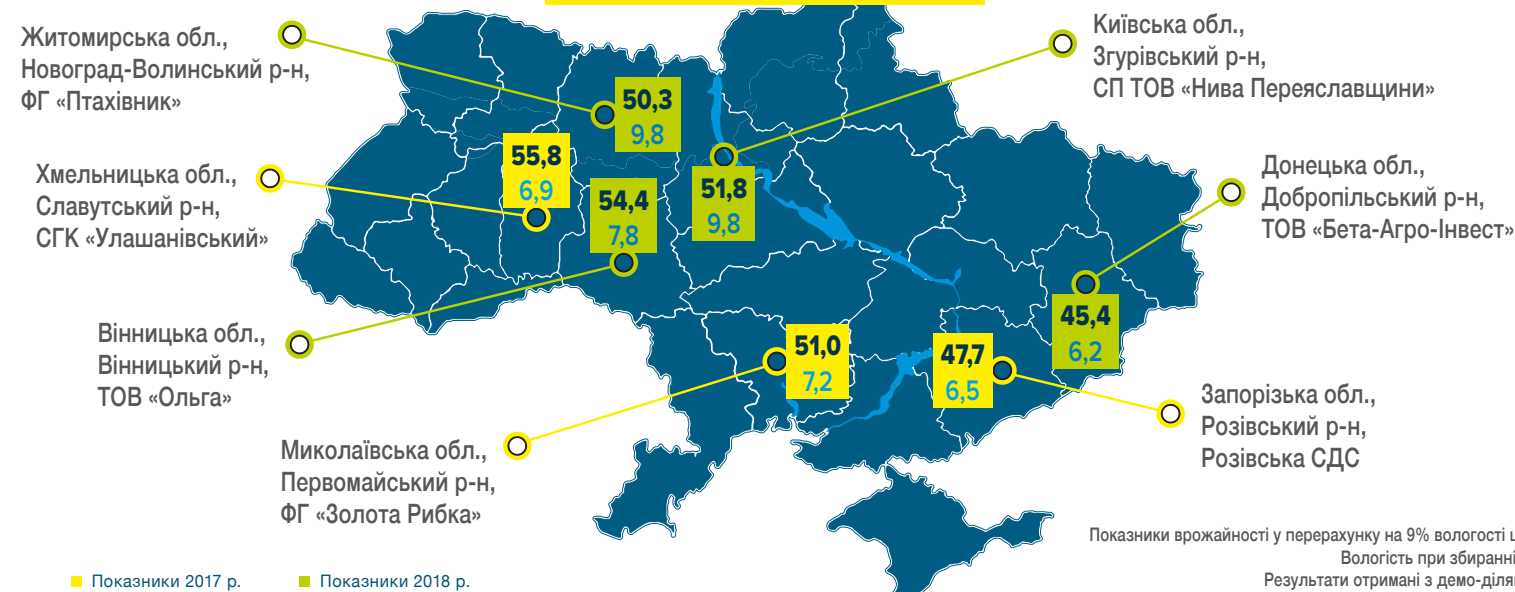 Житомирська обл.,
Новоград-Волинський р-н,
ФГ «Птахівник»
Київська обл.,
Згурівський р-н,
СП ТОВ «Нива Переяславщини»
50,3
9,8
55,8
6,9
Хмельницька обл.,
Славутський р-н,
СГК «Улашанівський»
54,4
7,8
51,8
9,8
Донецька обл.,
Добропільський р-н,
ТОВ «Бета-Агро-Інвест»
45,4
6,2
Вінницька обл.,
Вінницький р-н,
ТОВ «Ольга»
51,0
7,2
47,7
6,5
Запорізька обл.,
Розівський р-н,
Розівська СДС
Миколаївська обл.,
Первомайський р-н,
ФГ «Золота Рибка»
Показники врожайності у перерахунку на 9% вологості
Вологість при збиранні
Результати отримані з
Показники 2017 р.
Показники 2018 р.